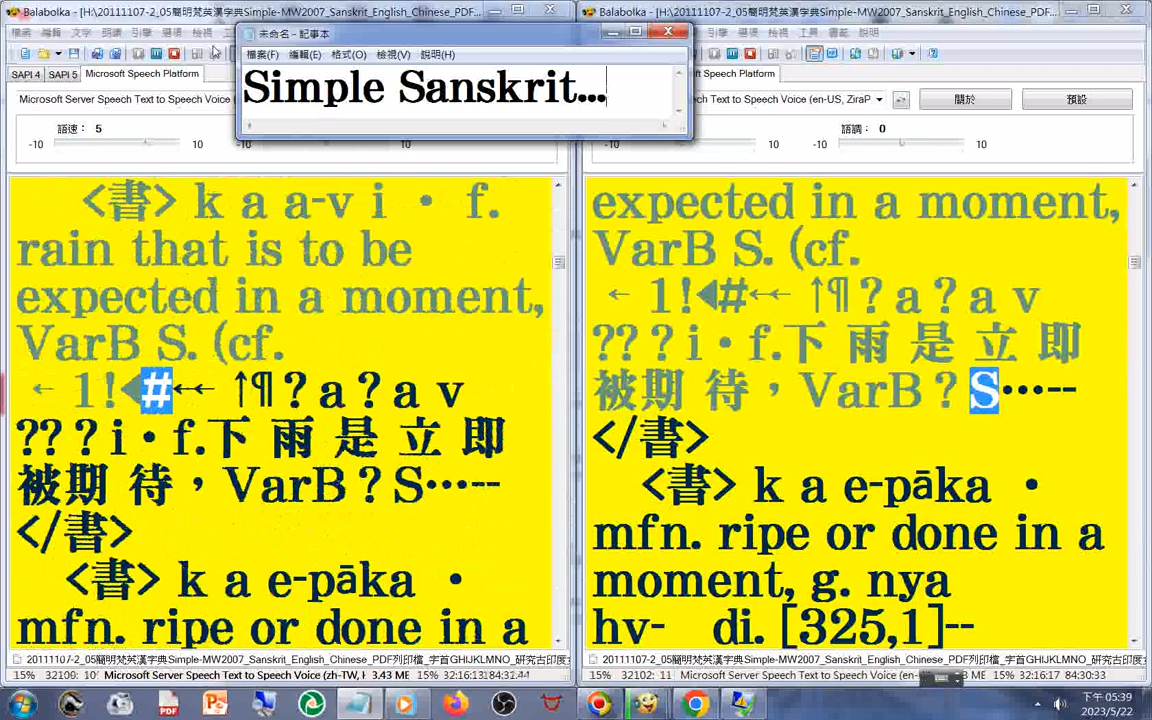 Balabolka - [H:\20111107-2_05簡明梵英漢字典Simple-MW2007_Sanskrit_English_Chinese_PDF...
Balabolka - [H:\20111107-2_05簡明梵英漢字典Simple-MW2007_Sanskrit_English_Chinese_PDF...
未命名 - 記事本
檔案(F) 編輯(E) 格式(O) 檢視(V) 說明(H)
Simple Sanskrit...
SAPI 4 SAPI 5 Microsoft Speech Platform
Speech Platform
Microsoft Server Speech Text to Speech Voice
Text to Speech Voice (en-US, ZiraP
關於
預設
語速： 5
-10 10
10
語調： 0
-10 10
<書> k a a-v i • f.
rain that is to be
expected in a moment,
VarB S. (cf.
←1!◀#↔ ↑¶？a？a v
??？i•f.下 雨 是 立 即
被期 待，VarB？S…--
</書>
<書> k a e-pāka •
mfn. ripe or done in a
expected in a moment,
VarB S. (cf.
←1!◀#↔ ↑¶？a？a v
??？i•f.下 雨 是 立 即
被期 待，VarB？S…--
</書>
<書> k a e-pāka •
mfn. ripe or done in a
moment, g. nya
hv- di. [325,1]--
20111107-2_05簡明梵英漢字典Simple-MW2007_Sanskrit_English_Chinese_PDF列印檔_字首GHIJKLMNO_研究古印度
20111107-2_05簡明梵英漢字典Simple-MW2007_Sanskrit_English_Chinese_PDF列印檔_字首GHIJKLMNO_研究古印度
15% Microsoft Server Speech Text to Speech Voice (zh-TW, 3.43 ME 15% 32:16:13
15% Microsoft Server Speech Text to Speech Voice 15% 32:16:17 84:30:33
下午 05:39
2023/5/22